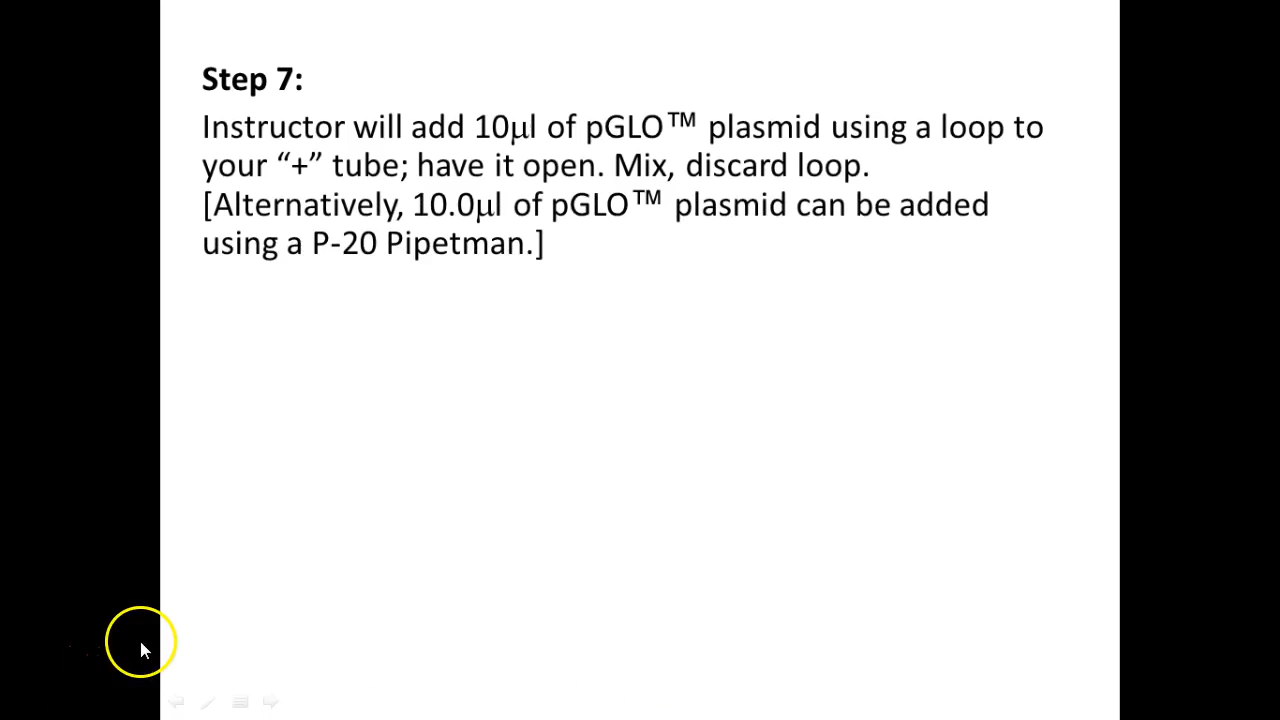 Step 7:
Instructor will add 10μl of pGLO™ plasmid using a loop to
your “+” tube; have it open. Mix, discard loop.
[Alternatively, 10.0μl of pGLO™ plasmid can be added
using a P-20 Pipetman.]